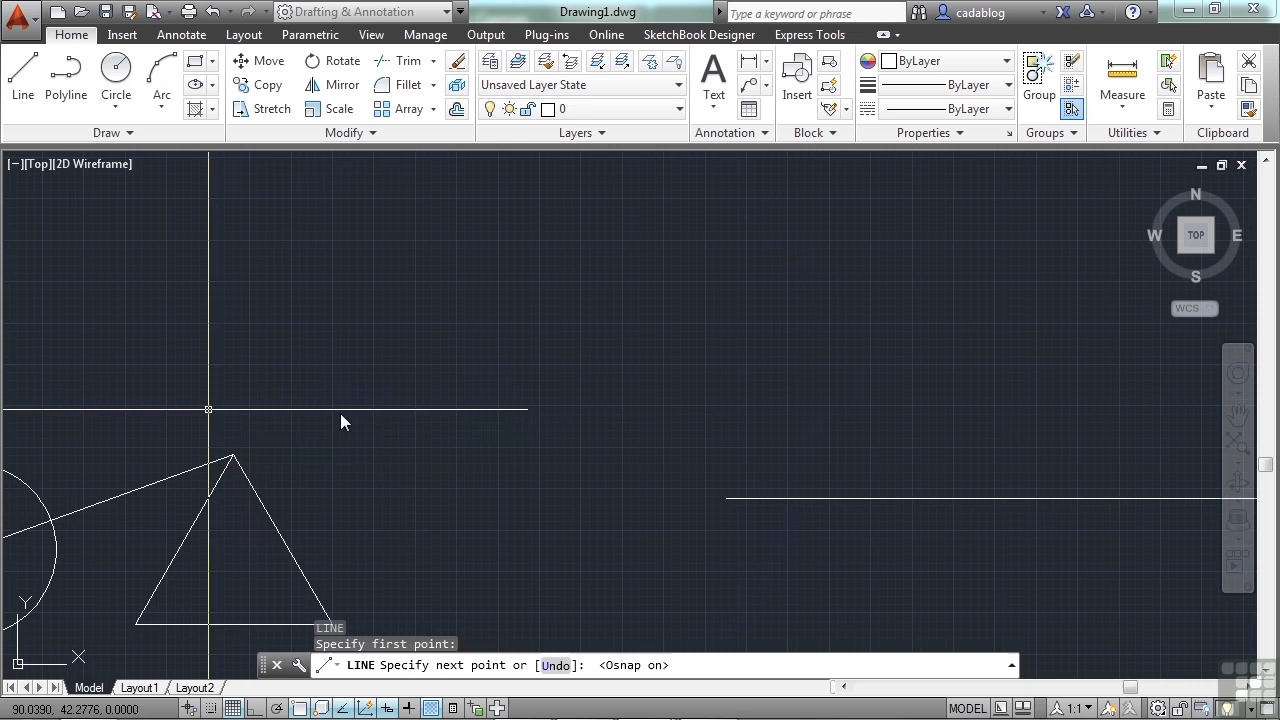 Drafting & Annotation
Drawing1.dwg
Type a keyword or phrase
cadablog
Home Insert Annotate Layout Parametric View Manage Output Plug-ins Online SketchBook Designer Express Tools
Line Polyline Circle Arc
Move Rotate Trim
Copy Mirror Fillet
Stretch Scale Array
Unsaved Layer State
0
Text
Insert
ByLayer
ByLayer
ByLayer
Group
Measure
Paste
Draw Modify Layers Annotation Block Properties Groups Utilities Clipboard
[−][Top][2D Wireframe]
N
W TOP E
S
WCS
Y
X
LINE
Specify first point:
LINE Specify next point or [Undo]: <Osnap on>
Model Layout1 Layout2
90.0390, 42.2776, 0.0000
MODEL
1:1